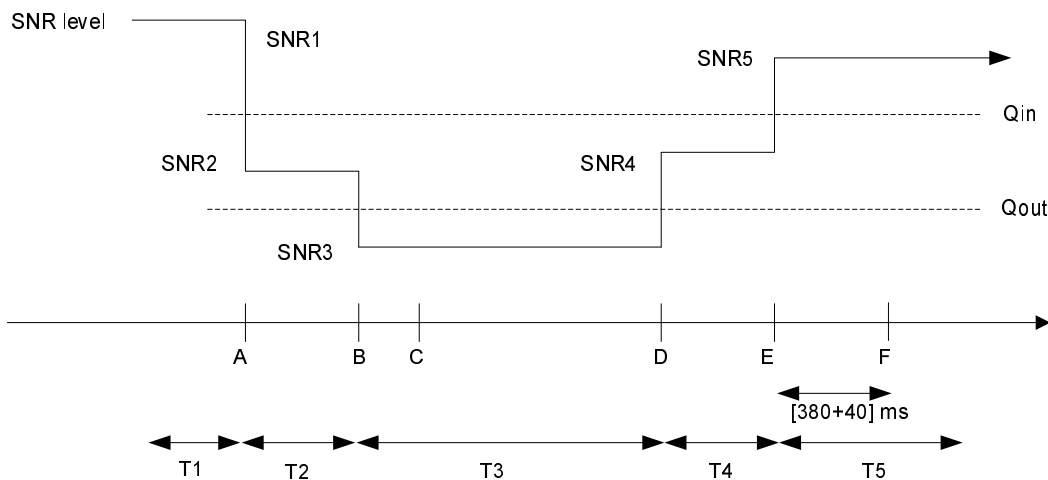 SNR level
SNR1
SNR5
Qin
SNR2
SNR4
Qout
SNR3
A B C D E F
[380+40] ms
T1 T2 T3 T4 T5